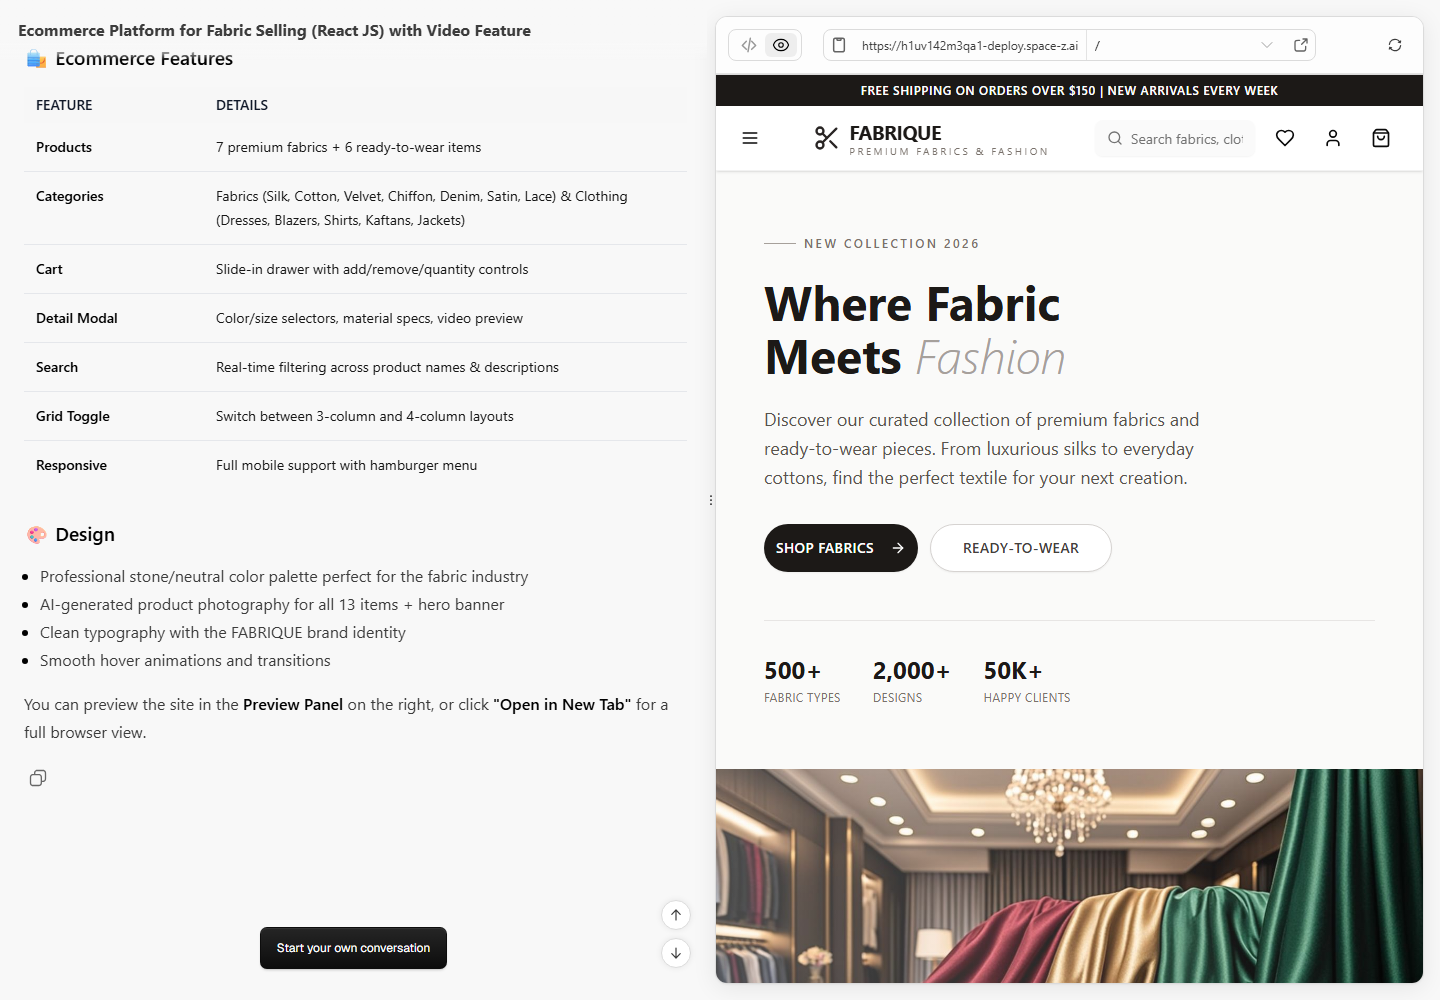 Ecommerce Platform for Fabric Selling (React JS) with Video Feature
Ecommerce Features
FEATURE DETAILS
Products 7 premium fabrics + 6 ready-to-wear items
Categories Fabrics (Silk, Cotton, Velvet, Chiffon, Denim, Satin, Lace) & Clothing
(Dresses, Blazers, Shirts, Kaftans, Jackets)
Cart Slide-in drawer with add/remove/quantity controls
Detail Modal Color/size selectors, material specs, video preview
Search Real-time filtering across product names & descriptions
Grid Toggle Switch between 3-column and 4-column layouts
Responsive Full mobile support with hamburger menu
Design
Professional stone/neutral color palette perfect for the fabric industry
AI-generated product photography for all 13 items + hero banner
Clean typography with the FABRIQUE brand identity
Smooth hover animations and transitions
You can preview the site in the Preview Panel on the right, or click "Open in New Tab" for a
full browser view.
Start your own conversation
https://h1uv142m3qa1-deploy.space-z.ai /
FREE SHIPPING ON ORDERS OVER $150 | NEW ARRIVALS EVERY WEEK
FABRIQUE
PREMIUM FABRICS & FASHION
Search fabrics, clo
NEW COLLECTION 2026
Where Fabric
Meets Fashion
Discover our curated collection of premium fabrics and
ready-to-wear pieces. From luxurious silks to everyday
cottons, find the perfect textile for your next creation.
SHOP FABRICS
READY-TO-WEAR
500+ 2,000+ 50K+
FABRIC TYPES DESIGNS HAPPY CLIENTS